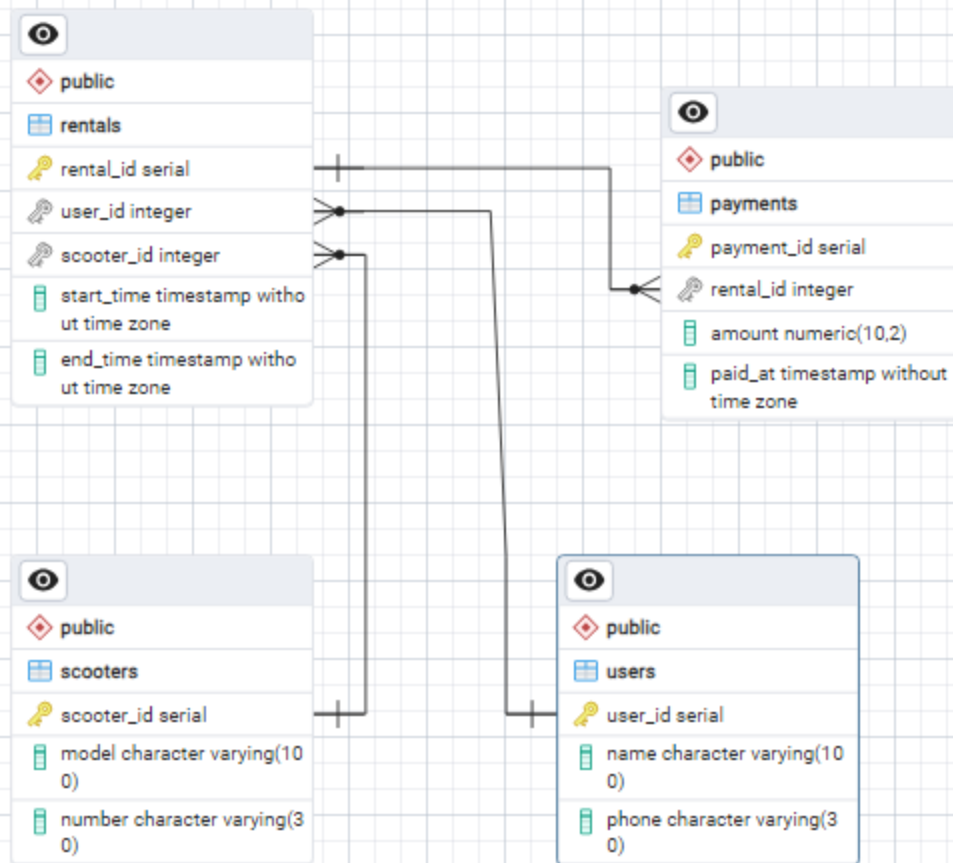 public
rentals
rental_id serial
user_id integer
scooter_id integer
start_time timestamp witho
ut time zone
end_time timestamp witho
ut time zone
public
payments
payment_id serial
rental_id integer
amount numeric(10,2)
paid_at timestamp without
time zone
public
scooters
scooter_id serial
model character varying(10
0)
number character varying(3
0)
public
users
user_id serial
name character varying(10
0)
phone character varying(3
0)